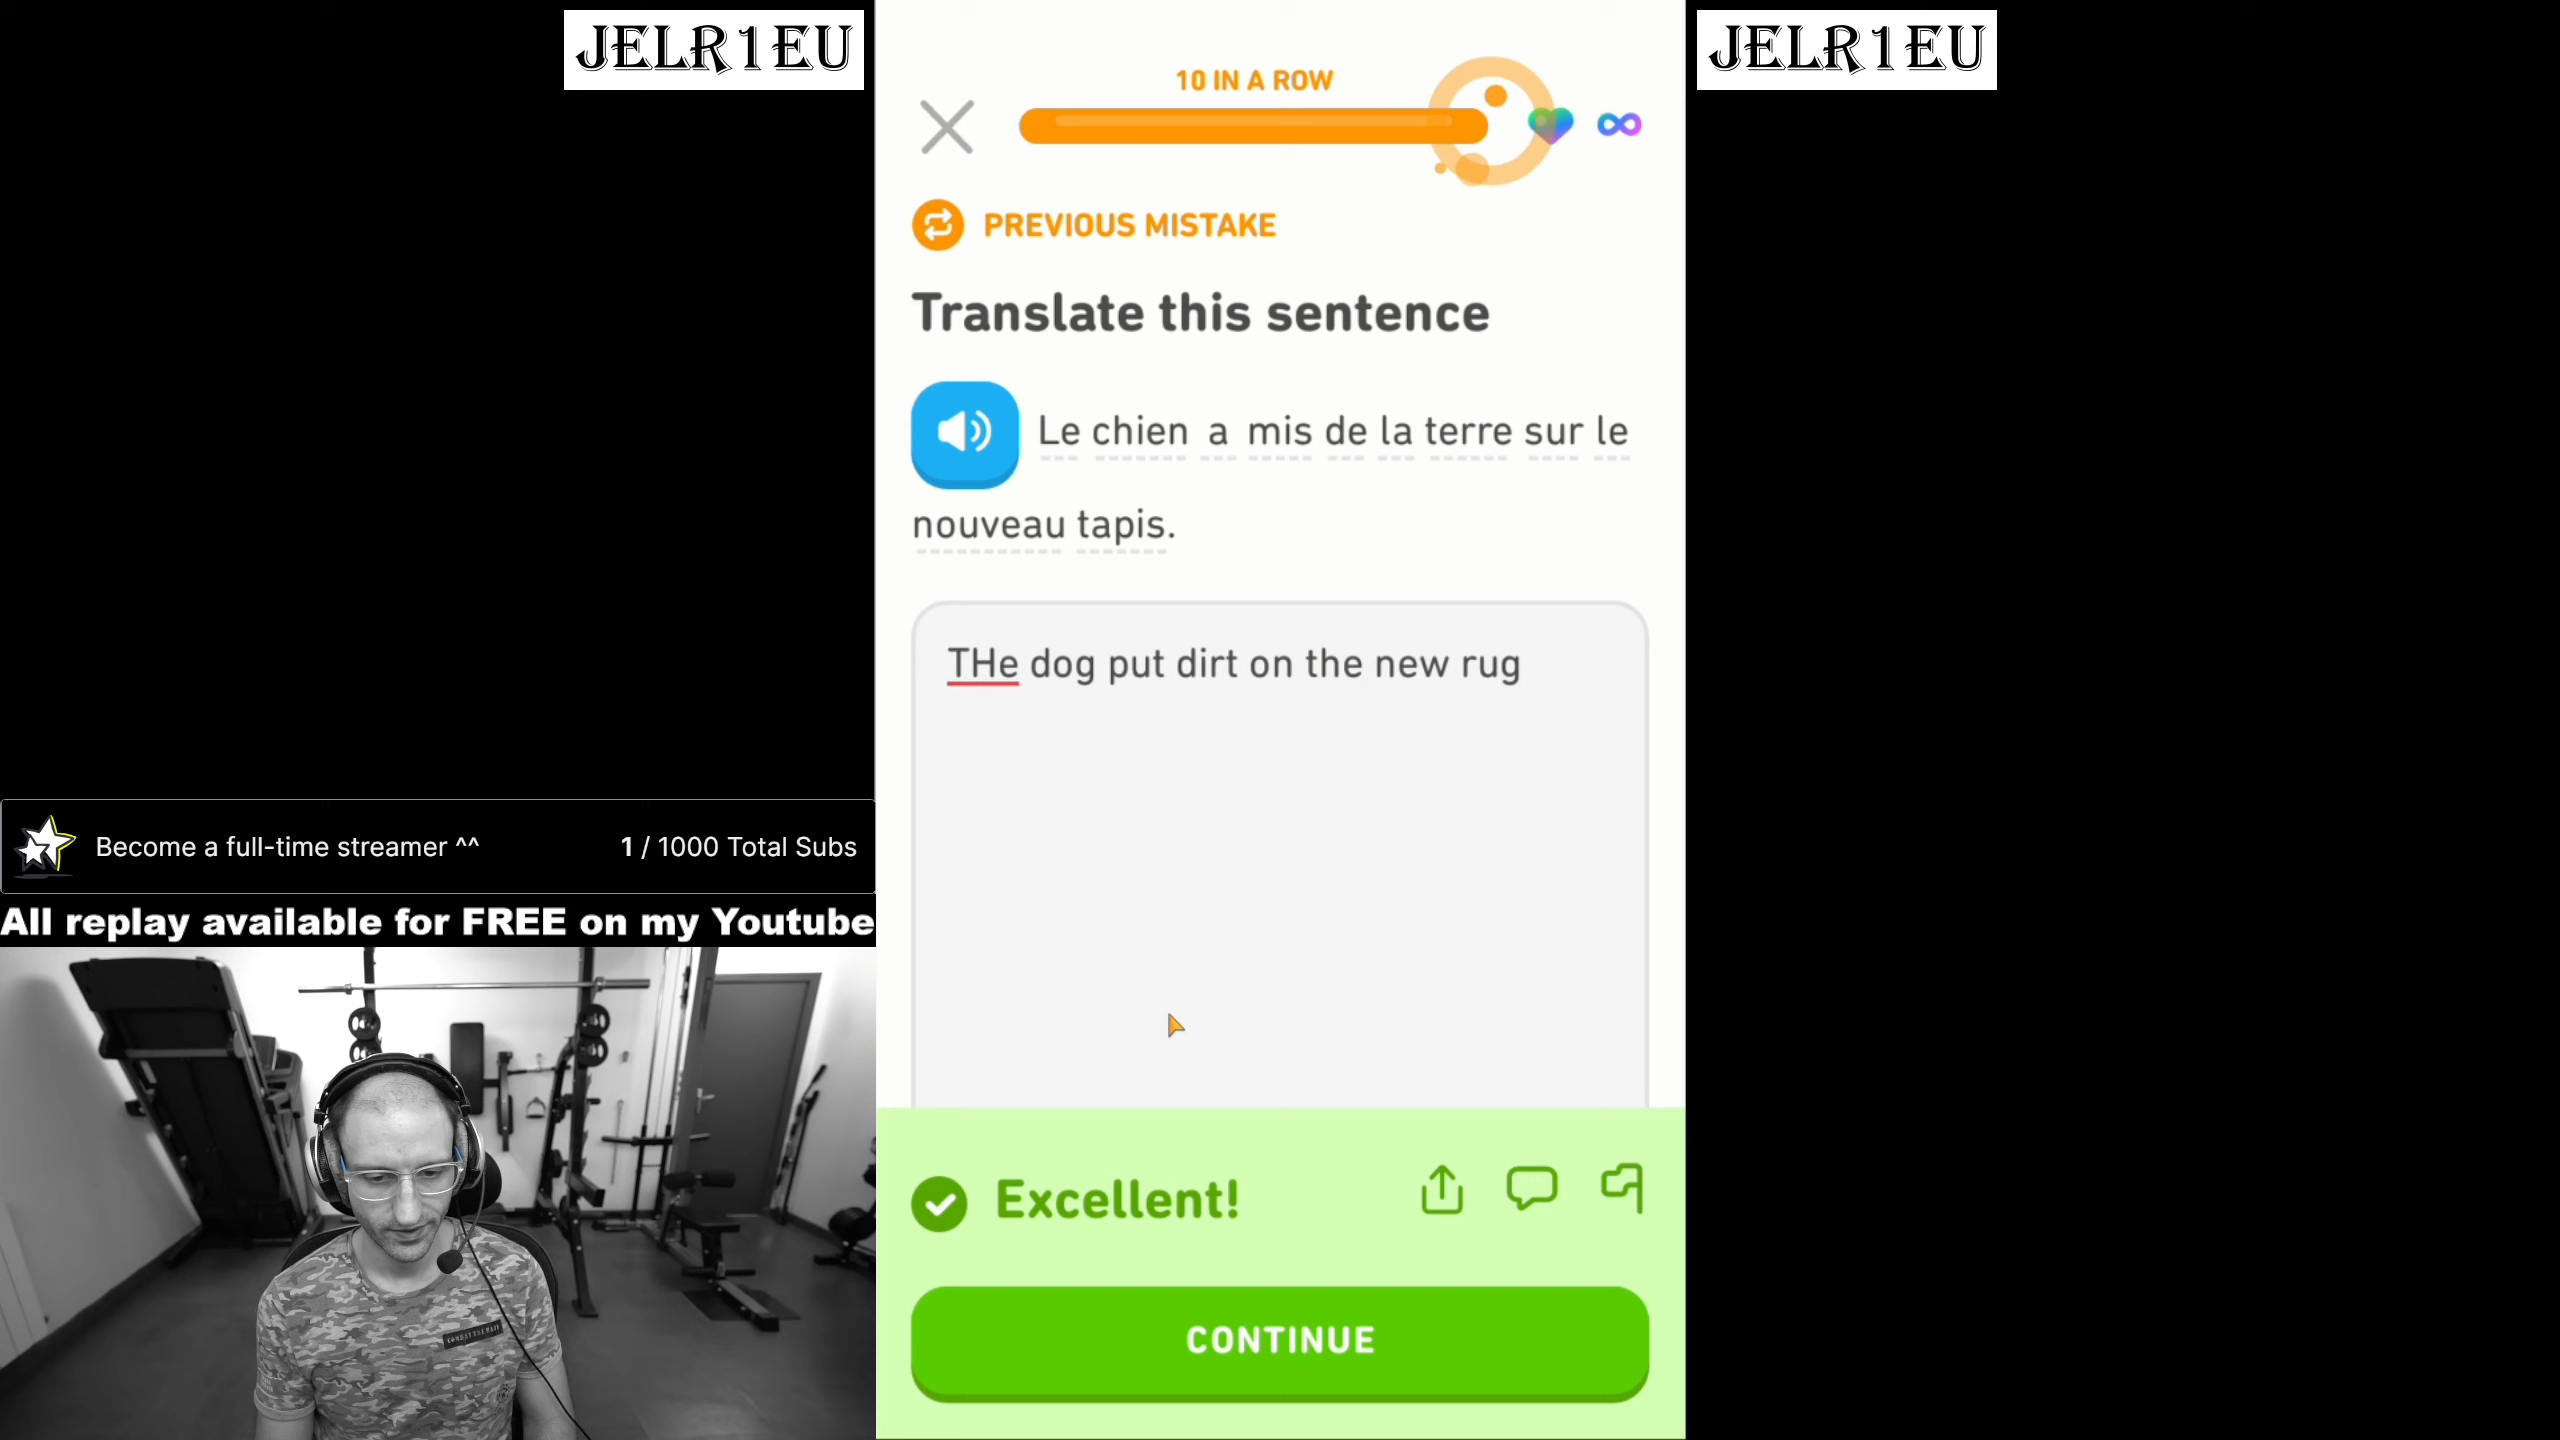 JELR1EU
JELR1EU
10 IN A ROW
PREVIOUS MISTAKE
Translate this sentence
Le chien a mis de la terre sur le
nouveau tapis.
THe dog put dirt on the new rug
Become a full-time streamer ^^ 1 / 1000 Total Subs
All replay available for FREE on my Youtube
Excellent!
CONTINUE